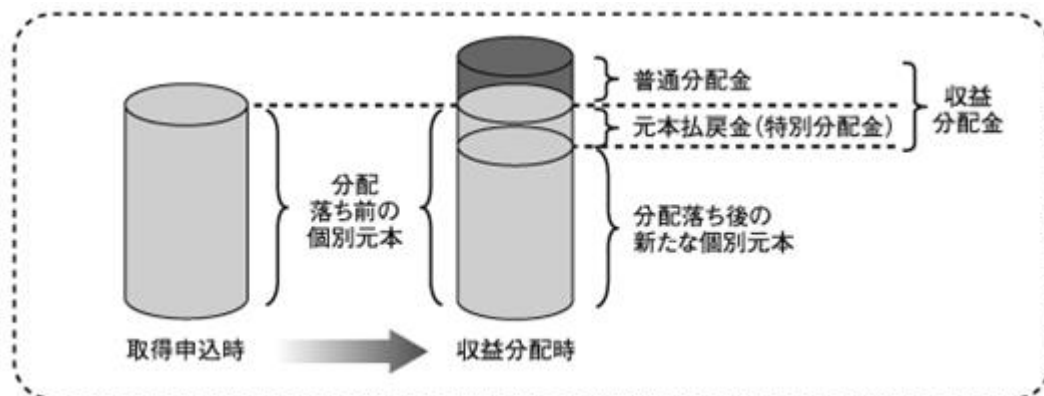 普通分配金
元本払戻金(特別分配金)
収益
分配金
分配
落ち前の
個別元本
分配落ち後の
新たな個別元本
取得申込時
収益分配時